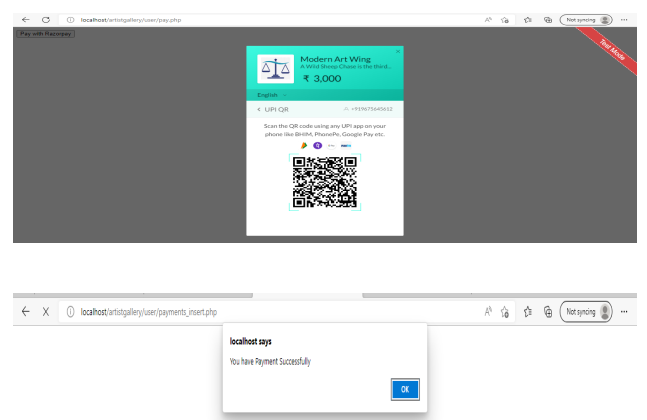 localhost/artistgallery/user/pay.php
Not syncing
Pay with Razorpay
Test Mode
Modern Art Wing
A Wild Sheep Chase is the third...
₹ 3,000
English
UPI QR
+919675645612
Scan the QR code using any UPI app on your
phone like BHIM, PhonePe, Google Pay etc.
localhost/artistgallery/user/payments_insert.php
Not syncing
localhost says
You have Payment Successfully
OK